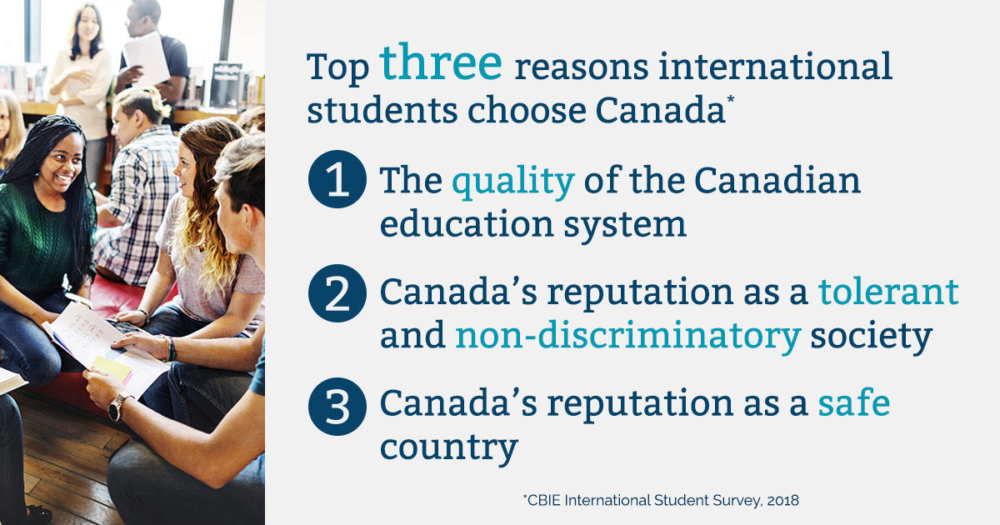 Top three reasons international
students choose Canada*
1 The quality of the Canadian
education system
2 Canada’s reputation as a tolerant
and non-discriminatory society
3 Canada’s reputation as a safe
country
*CBIE International Student Survey, 2018